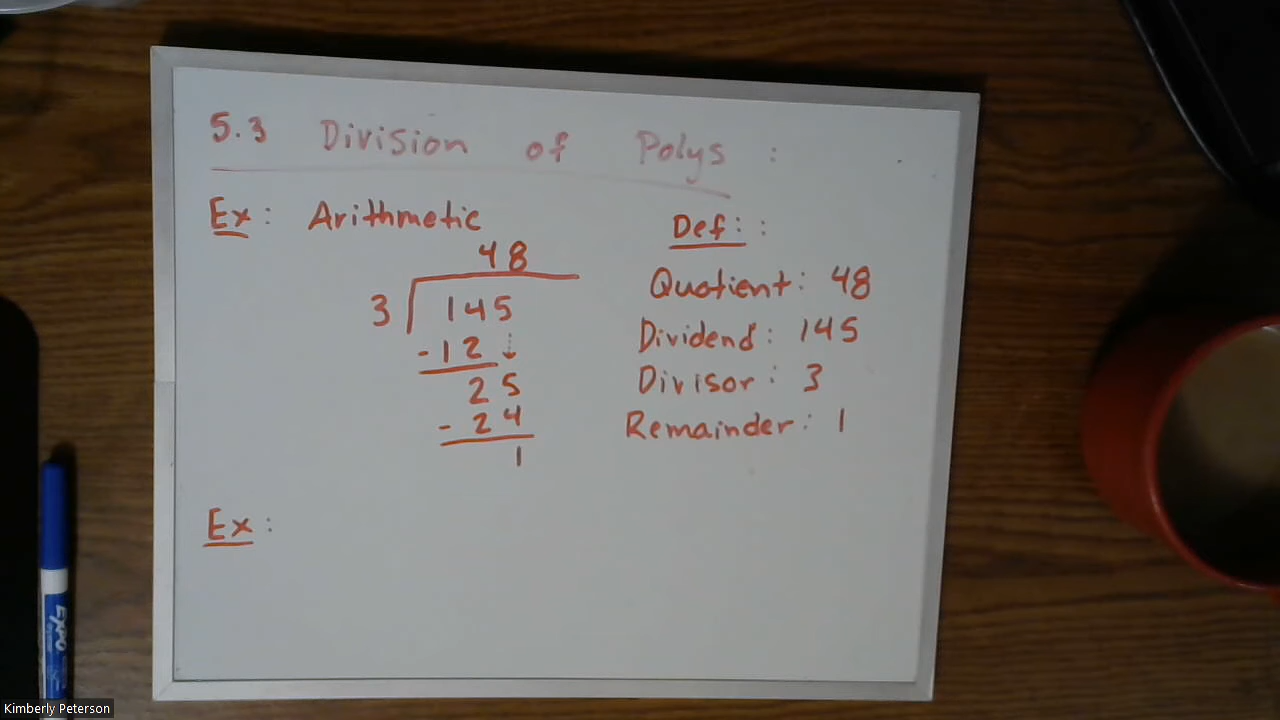 5.3 Division of Polys :
Ex: Arithmetic
48
3 145
-12
25
-24
1
Def: :
Quotient: 48
Dividend: 145
Divisor: 3
Remainder: 1
Ex:
EXPO
Kimberly Peterson